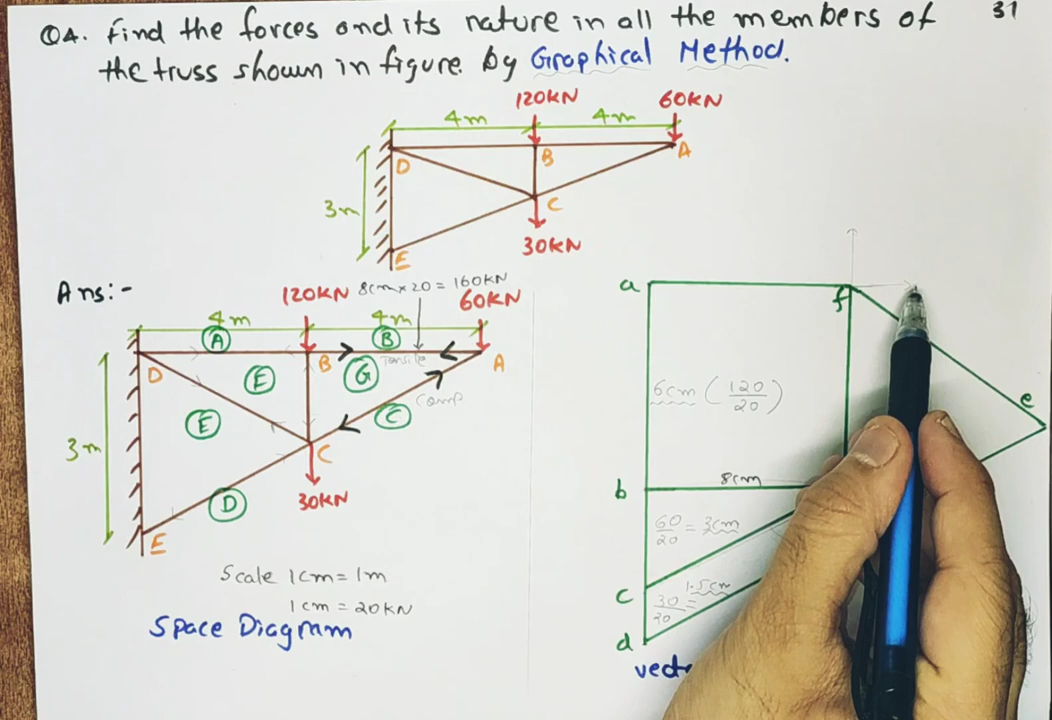 Q4. Find the forces and its nature in all the members of 31
the truss shown in figure by Graphical Method.
120KN 60KN
4m 4m
D B A
3m
C
30KN
E
Ans:-
8cm×20 = 160KN
120KN 60KN
4m 4m
A B
D B Tensile A
E G
E Comp C
3m
C
30KN
D
E
Scale 1cm = 1m
1cm = 20KN
Space Diagram
a f
6cm (120/20) e
b 8cm
60/20 = 3cm
c 1.5cm
30/20 =
d